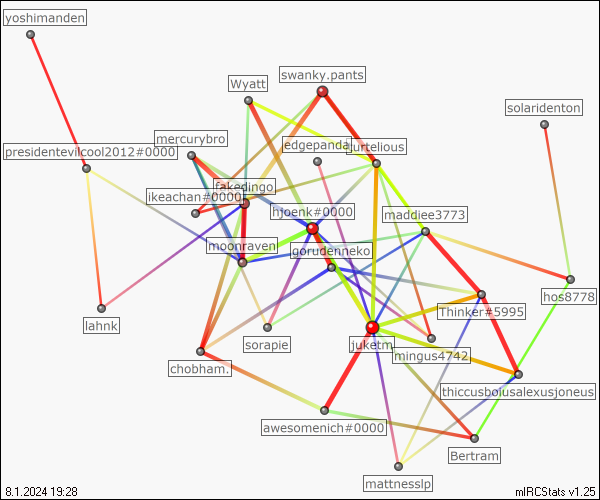 yoshimanden
swanky.pants
Wyatt
solaridenton
mercurybro
edgepanda
jurtelious
presidentevilcool2012#0000
fakedingo
ikeachan#0000
hjoenk#0000
maddiee3773
moonraven
gorudenneko
hos8778
Thinker#5995
lahnk
sorapie
juketm
mingus4742
chobham.
thiccusboiusalexusjoneus
awesomenich#0000
Bertram
mattnesslp
8.1.2024 19:28
mIRCStats v1.25